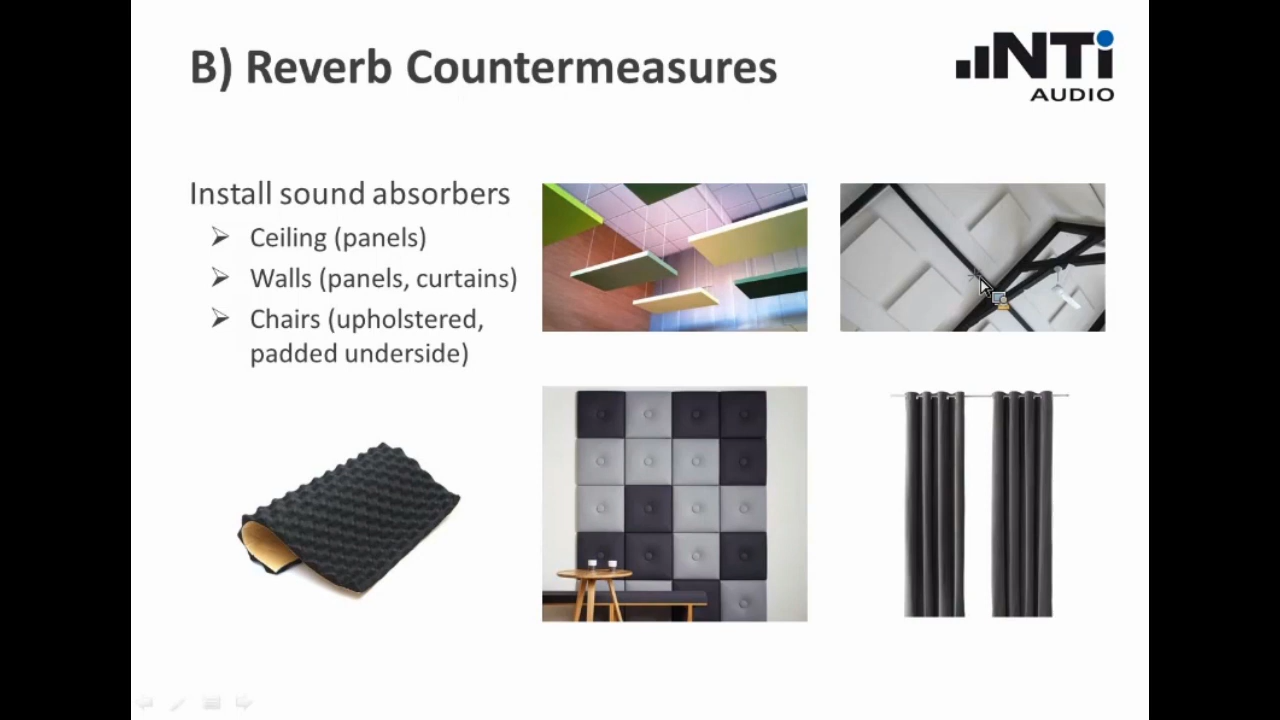 B) Reverb Countermeasures
NTi
AUDIO
Install sound absorbers
Ceiling (panels)
Walls (panels, curtains)
Chairs (upholstered,
padded underside)